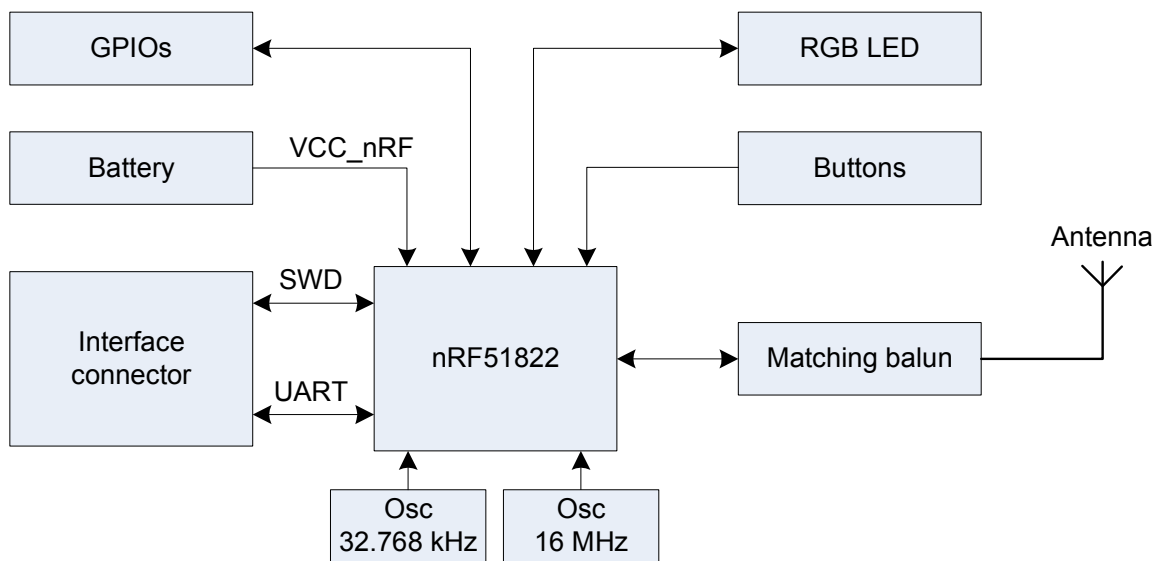 GPIOs
RGB LED
Battery
VCC_nRF
Buttons
Antenna
Interface
connector
SWD
UART
nRF51822
Matching balun
Osc
32.768 kHz
Osc
16 MHz